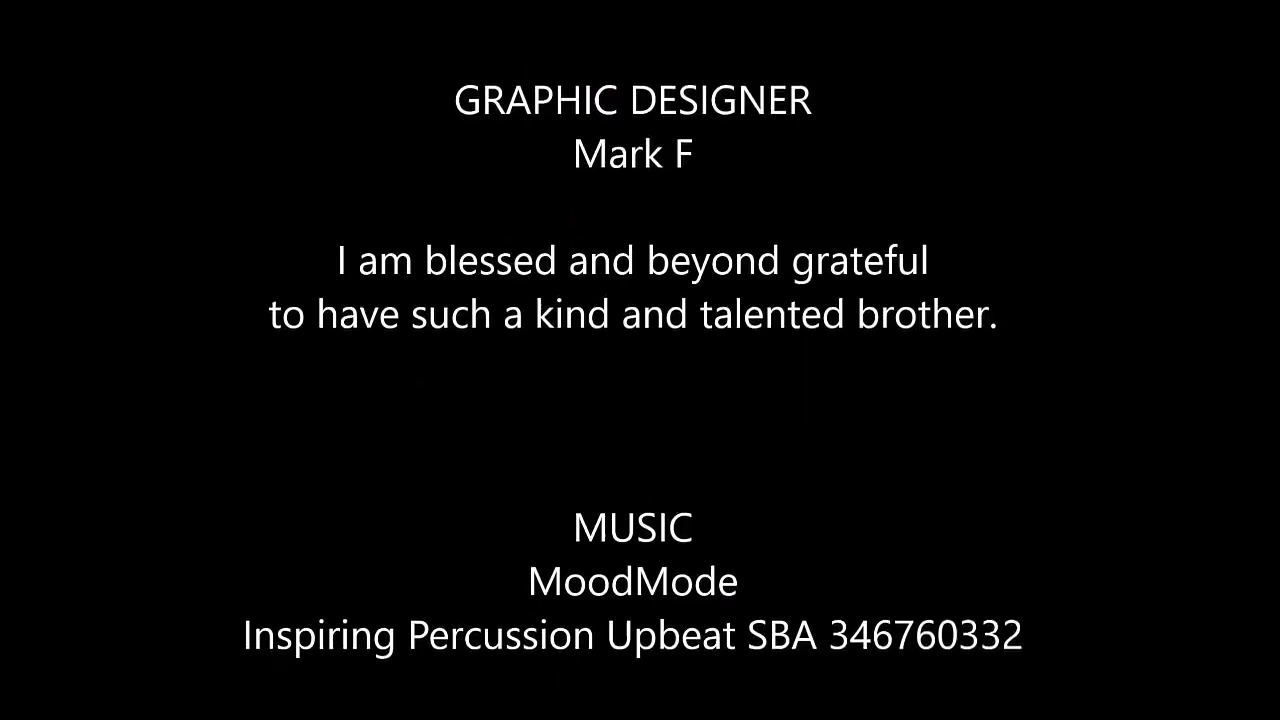 GRAPHIC DESIGNER
Mark F
I am blessed and beyond grateful
to have such a kind and talented brother.
MUSIC
MoodMode
Inspiring Percussion Upbeat SBA 346760332